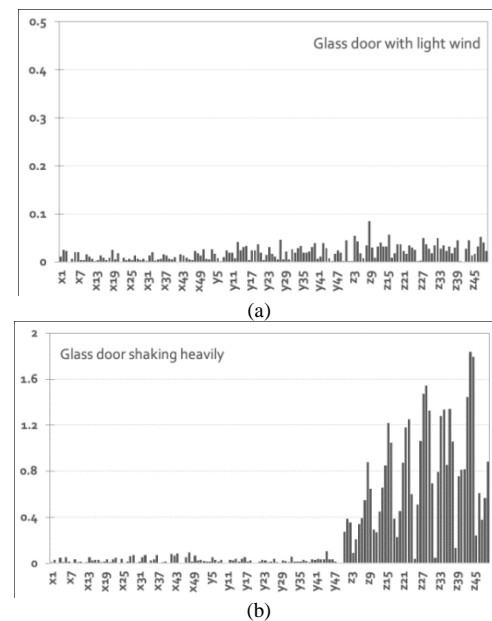 0.5
Glass door with light wind
0.4
0.3
0.2
0.1
0
x1 x7 x13 x19 x25 x31 x37 x43 x49 y5 y11 y17 y23 y29 y35 y41 y47 z3 z9 z15 z21 z27 z33 z39 z45
(a)
2
Glass door shaking heavily
1.6
1.2
0.8
0.4
0
x1 x7 x13 x19 x25 x31 x37 x43 x49 y5 y11 y17 y23 y29 y35 y41 y47 z3 z9 z15 z21 z27 z33 z39 z45
(b)